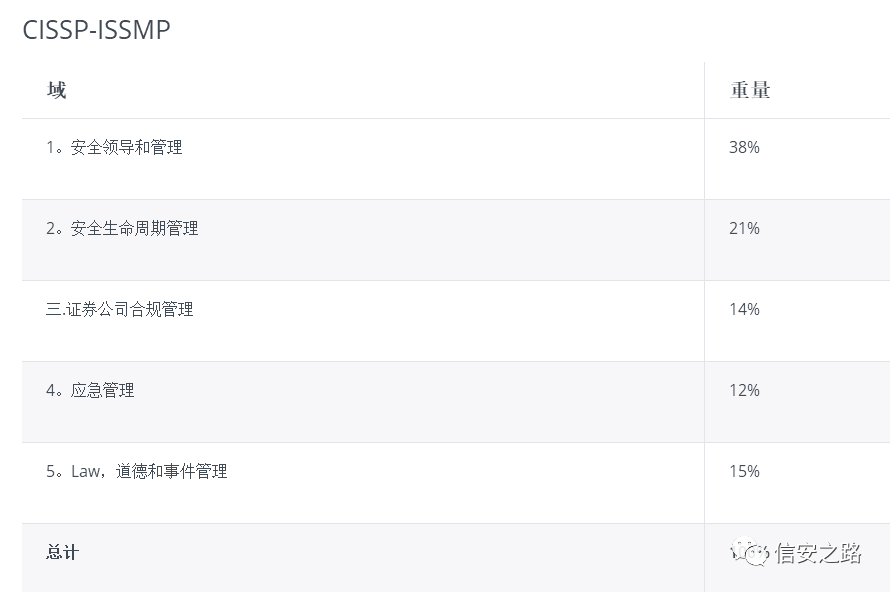 CISSP-ISSMP
域 重量
1。安全领导和管理 38%
2。安全生命周期管理 21%
三.证券公司合规管理 14%
4。应急管理 12%
5。Law，道德和事件管理 15%
总计
信安之路